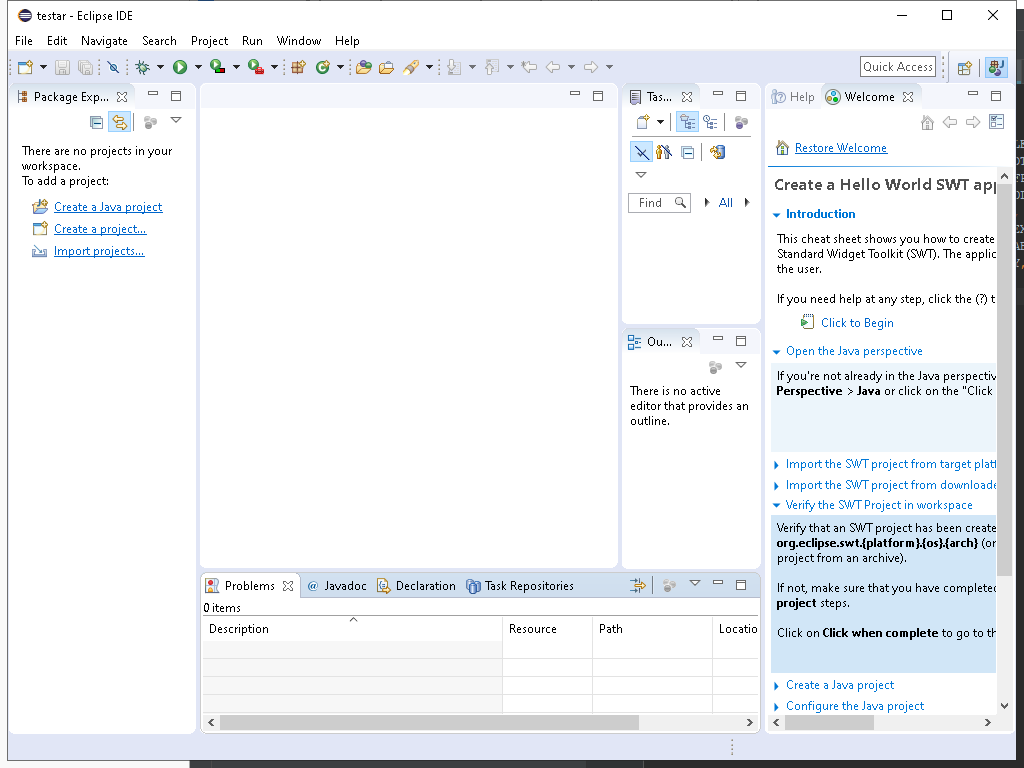 testar - Eclipse IDE
File Edit Navigate Search Project Run Window Help
Quick Access
Package Exp...
There are no projects in your
workspace.
To add a project:
Create a Java project
Create a project...
Import projects...
Tas...
Find
All
Ou...
There is no active
editor that provides an
outline.
Help
Welcome
Restore Welcome
Create a Hello World SWT app
Introduction
This cheat sheet shows you how to create
Standard Widget Toolkit (SWT). The applic
the user.
If you need help at any step, click the (?) t
Click to Begin
Open the Java perspective
If you're not already in the Java perspectiv
Perspective > Java or click on the "Click
Import the SWT project from target platf
Import the SWT project from downloade
Verify the SWT Project in workspace
Verify that an SWT project has been create
org.eclipse.swt.{platform}.{os}.{arch} (or
project from an archive).
If not, make sure that you have completed
project steps.
Click on Click when complete to go to th
Create a Java project
Configure the Java project
Problems @ Javadoc Declaration Task Repositories
0 items
Description Resource Path Locatio